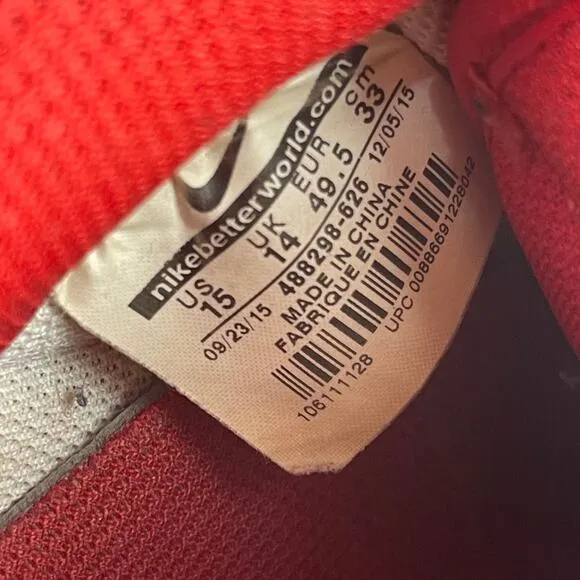 nikebetterworld.com
US UK EUR cm
15 14 49.5 33
09/23/15 488298-626 12/05/15
MADE IN CHINA
FABRIQUE EN CHINE
106111128 UPC 00886691228042